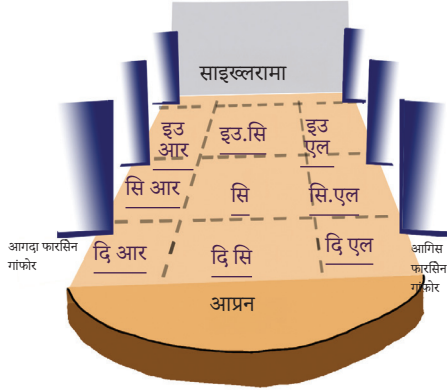 साइख्लरामा
इउ
आर
इउ.सि
इउ
एल
सि आर
सि
सि.एल
आगदा फारसेिन
गांफोर
दि आर
दि सि
दि एल
आगिस
फारसेिन
गांफोर
आप्रन